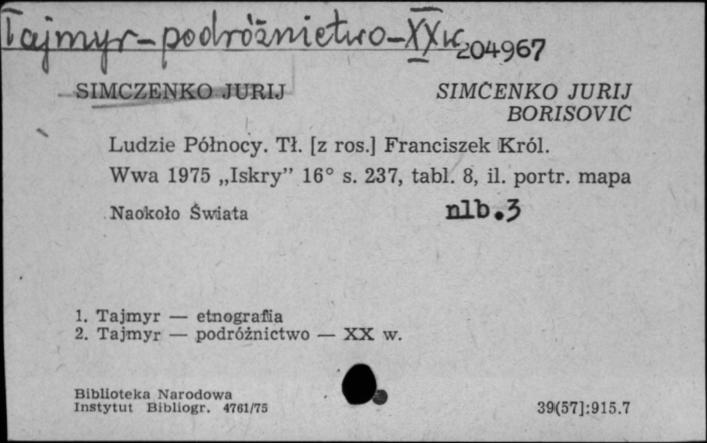 Tajmyr-podróżnictwo-XX w.
204967
SIMCZENKO JURIJ
SIMČENKO JURIJ
BORISOVIC
Ludzie Północy. Tł. [z ros.] Franciszek Król.
Wwa 1975 „Iskry” 16° s. 237, tabl. 8, il. portr. mapa
Naokoło Świata nlb.3
1. Tajmyr — etnografia
2. Tajmyr — podróżnictwo — XX w.
Biblioteka Narodowa
Instytut Bibliogr. 4761/75
39(57]:915.7